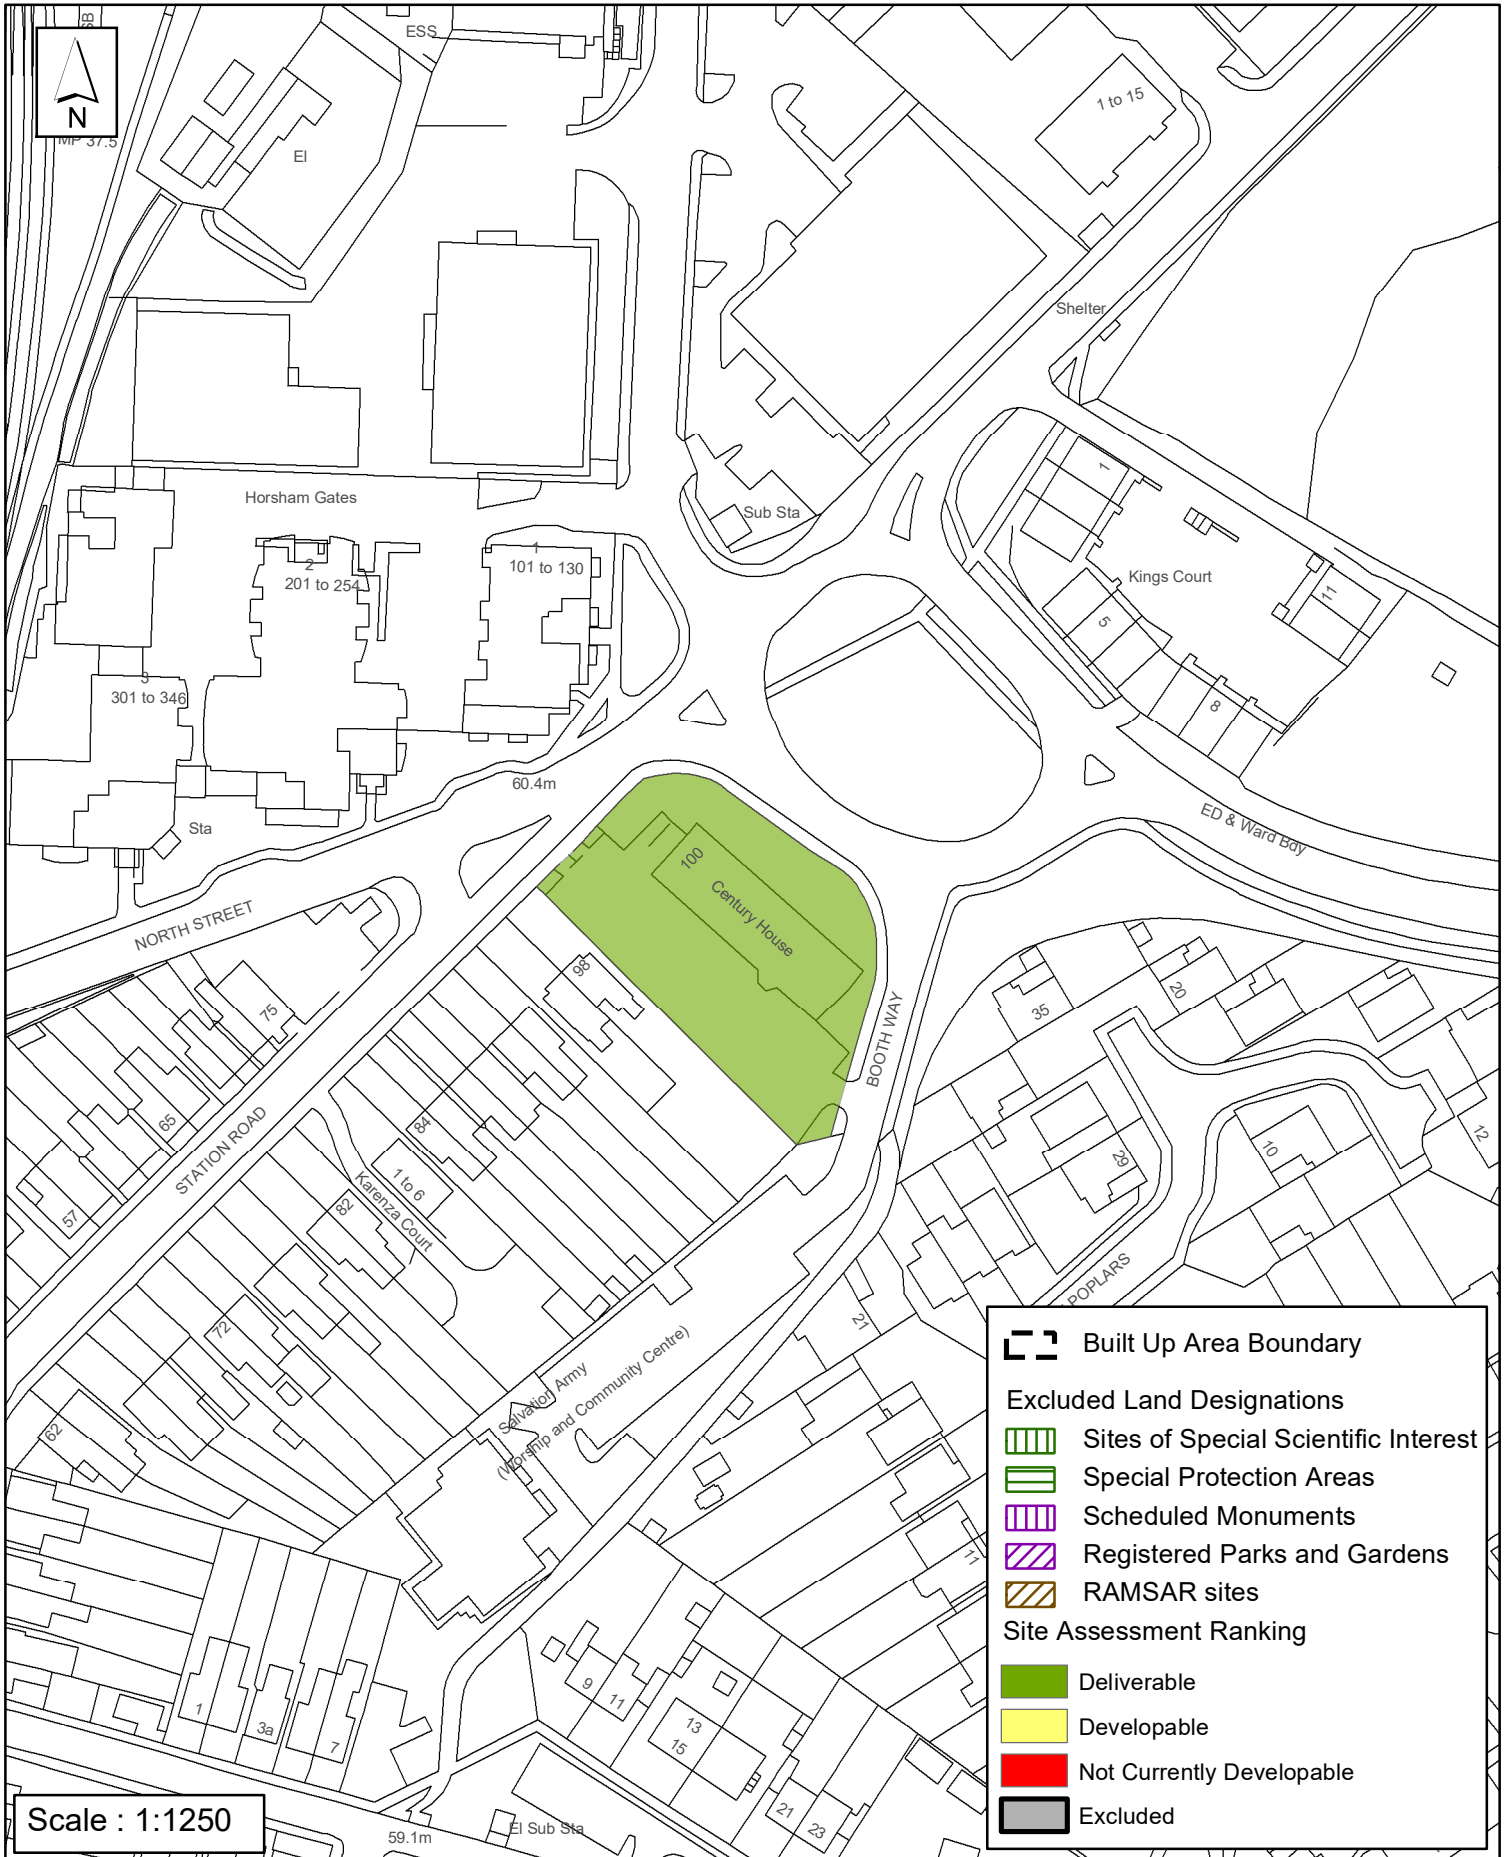 SB
ESS
N
MP 37.5
El
1 to 15
Shelter
Horsham Gates
Sub Sta
1
101 to 130
2
201 to 254
1
Kings Court
11
5
8
3
301 to 346
60.4m
Sta
ED & Ward Bdy
100
Century House
NORTH STREET
98
75
20
35
BOOTH WAY
65
84
STATION ROAD
1 to 6
Karenza Court
82
57
29
10
12
POPLARS
21
72
62
Salvation Army
(Worship and Community Centre)
11
9
11
13
15
1
3a
7
21
23
El Sub Sta
59.1m
Scale : 1:1250
Built Up Area Boundary
Excluded Land Designations
Sites of Special Scientific Interest
Special Protection Areas
Scheduled Monuments
Registered Parks and Gardens
RAMSAR sites
Site Assessment Ranking
Deliverable
Developable
Not Currently Developable
Excluded